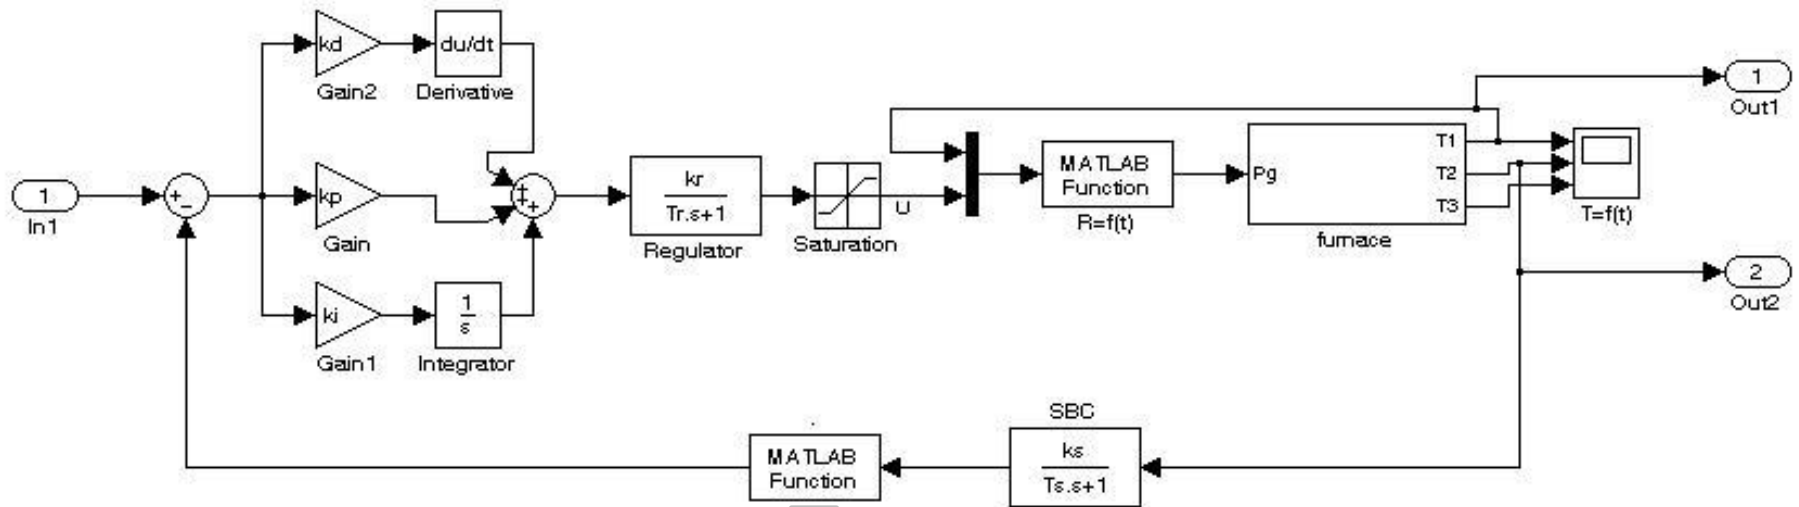 kd
Gain2
du/dt
Derivative
1
In1
+
−
kp
Gain
+
+
+
kr
Tr.s+1
Regulator
Saturation
U
MATLAB
Function
R=f(t)
Pg
T1
T2
T3
furnace
T=f(t)
1
Out1
2
Out2
ki
Gain1
1
s
Integrator
MATLAB
Function
SBC
ks
Ts.s+1